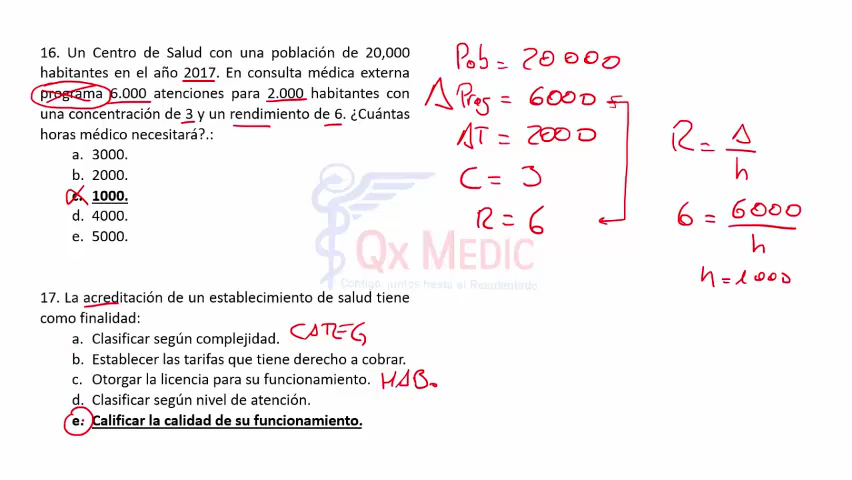 16. Un Centro de Salud con una población de 20,000
habitantes en el año 2017. En consulta médica externa
programa 6.000 atenciones para 2.000 habitantes con
una concentración de 3 y un rendimiento de 6. ¿Cuántas
horas médico necesitará?.:
a. 3000.
b. 2000.
c. 1000.
d. 4000.
e. 5000.
Pob = 20000
Δ Prog = 6000
AT = 2000
C = 3
R = 6
R = Δ
h
6 = 6000
h
h = 1000
QX MEDIC
Contigo, juntos hasta el Residentado
17. La acreditación de un establecimiento de salud tiene
como finalidad:
a. Clasificar según complejidad. CATEG
b. Establecer las tarifas que tiene derecho a cobrar.
c. Otorgar la licencia para su funcionamiento. HAB.
d. Clasificar según nivel de atención.
e. Calificar la calidad de su funcionamiento.